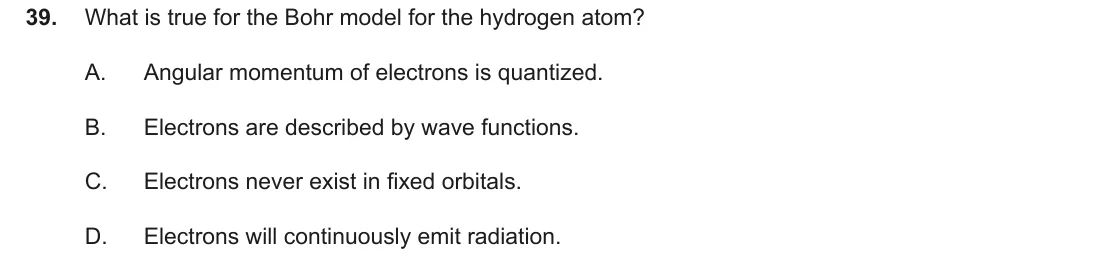 39. What is true for the Bohr model for the hydrogen atom?
A. Angular momentum of electrons is quantized.
B. Electrons are described by wave functions.
C. Electrons never exist in fixed orbitals.
D. Electrons will continuously emit radiation.